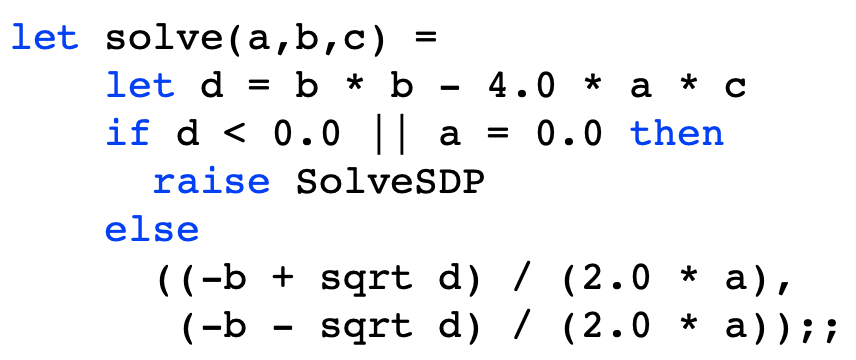 let solve(a,b,c) =
    let d = b * b - 4.0 * a * c
    if d < 0.0 || a = 0.0 then
      raise SolveSDP
    else
      ((-b + sqrt d) / (2.0 * a),
       (-b - sqrt d) / (2.0 * a));;